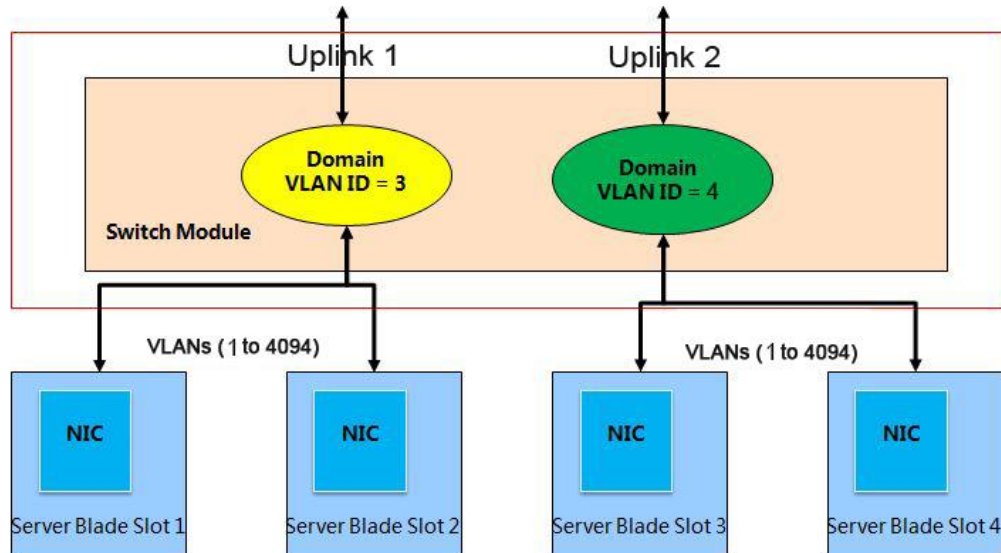 Uplink 1
Uplink 2
Domain
VLAN ID = 3
Domain
VLAN ID = 4
Switch Module
VLANs ( 1 to 4094)
VLANs ( 1 to 4094)
NIC
NIC
NIC
NIC
Server Blade Slot 1
Server Blade Slot 2
Server Blade Slot 3
Server Blade Slot 4